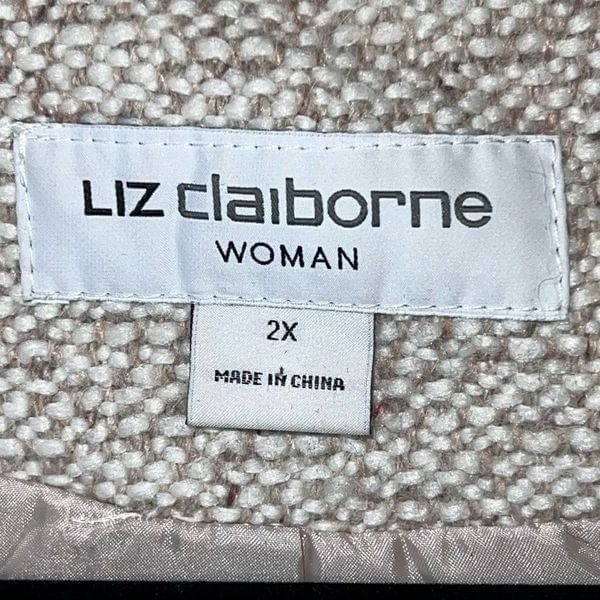 LIZ claiborne
WOMAN
2X
MADE IN CHINA